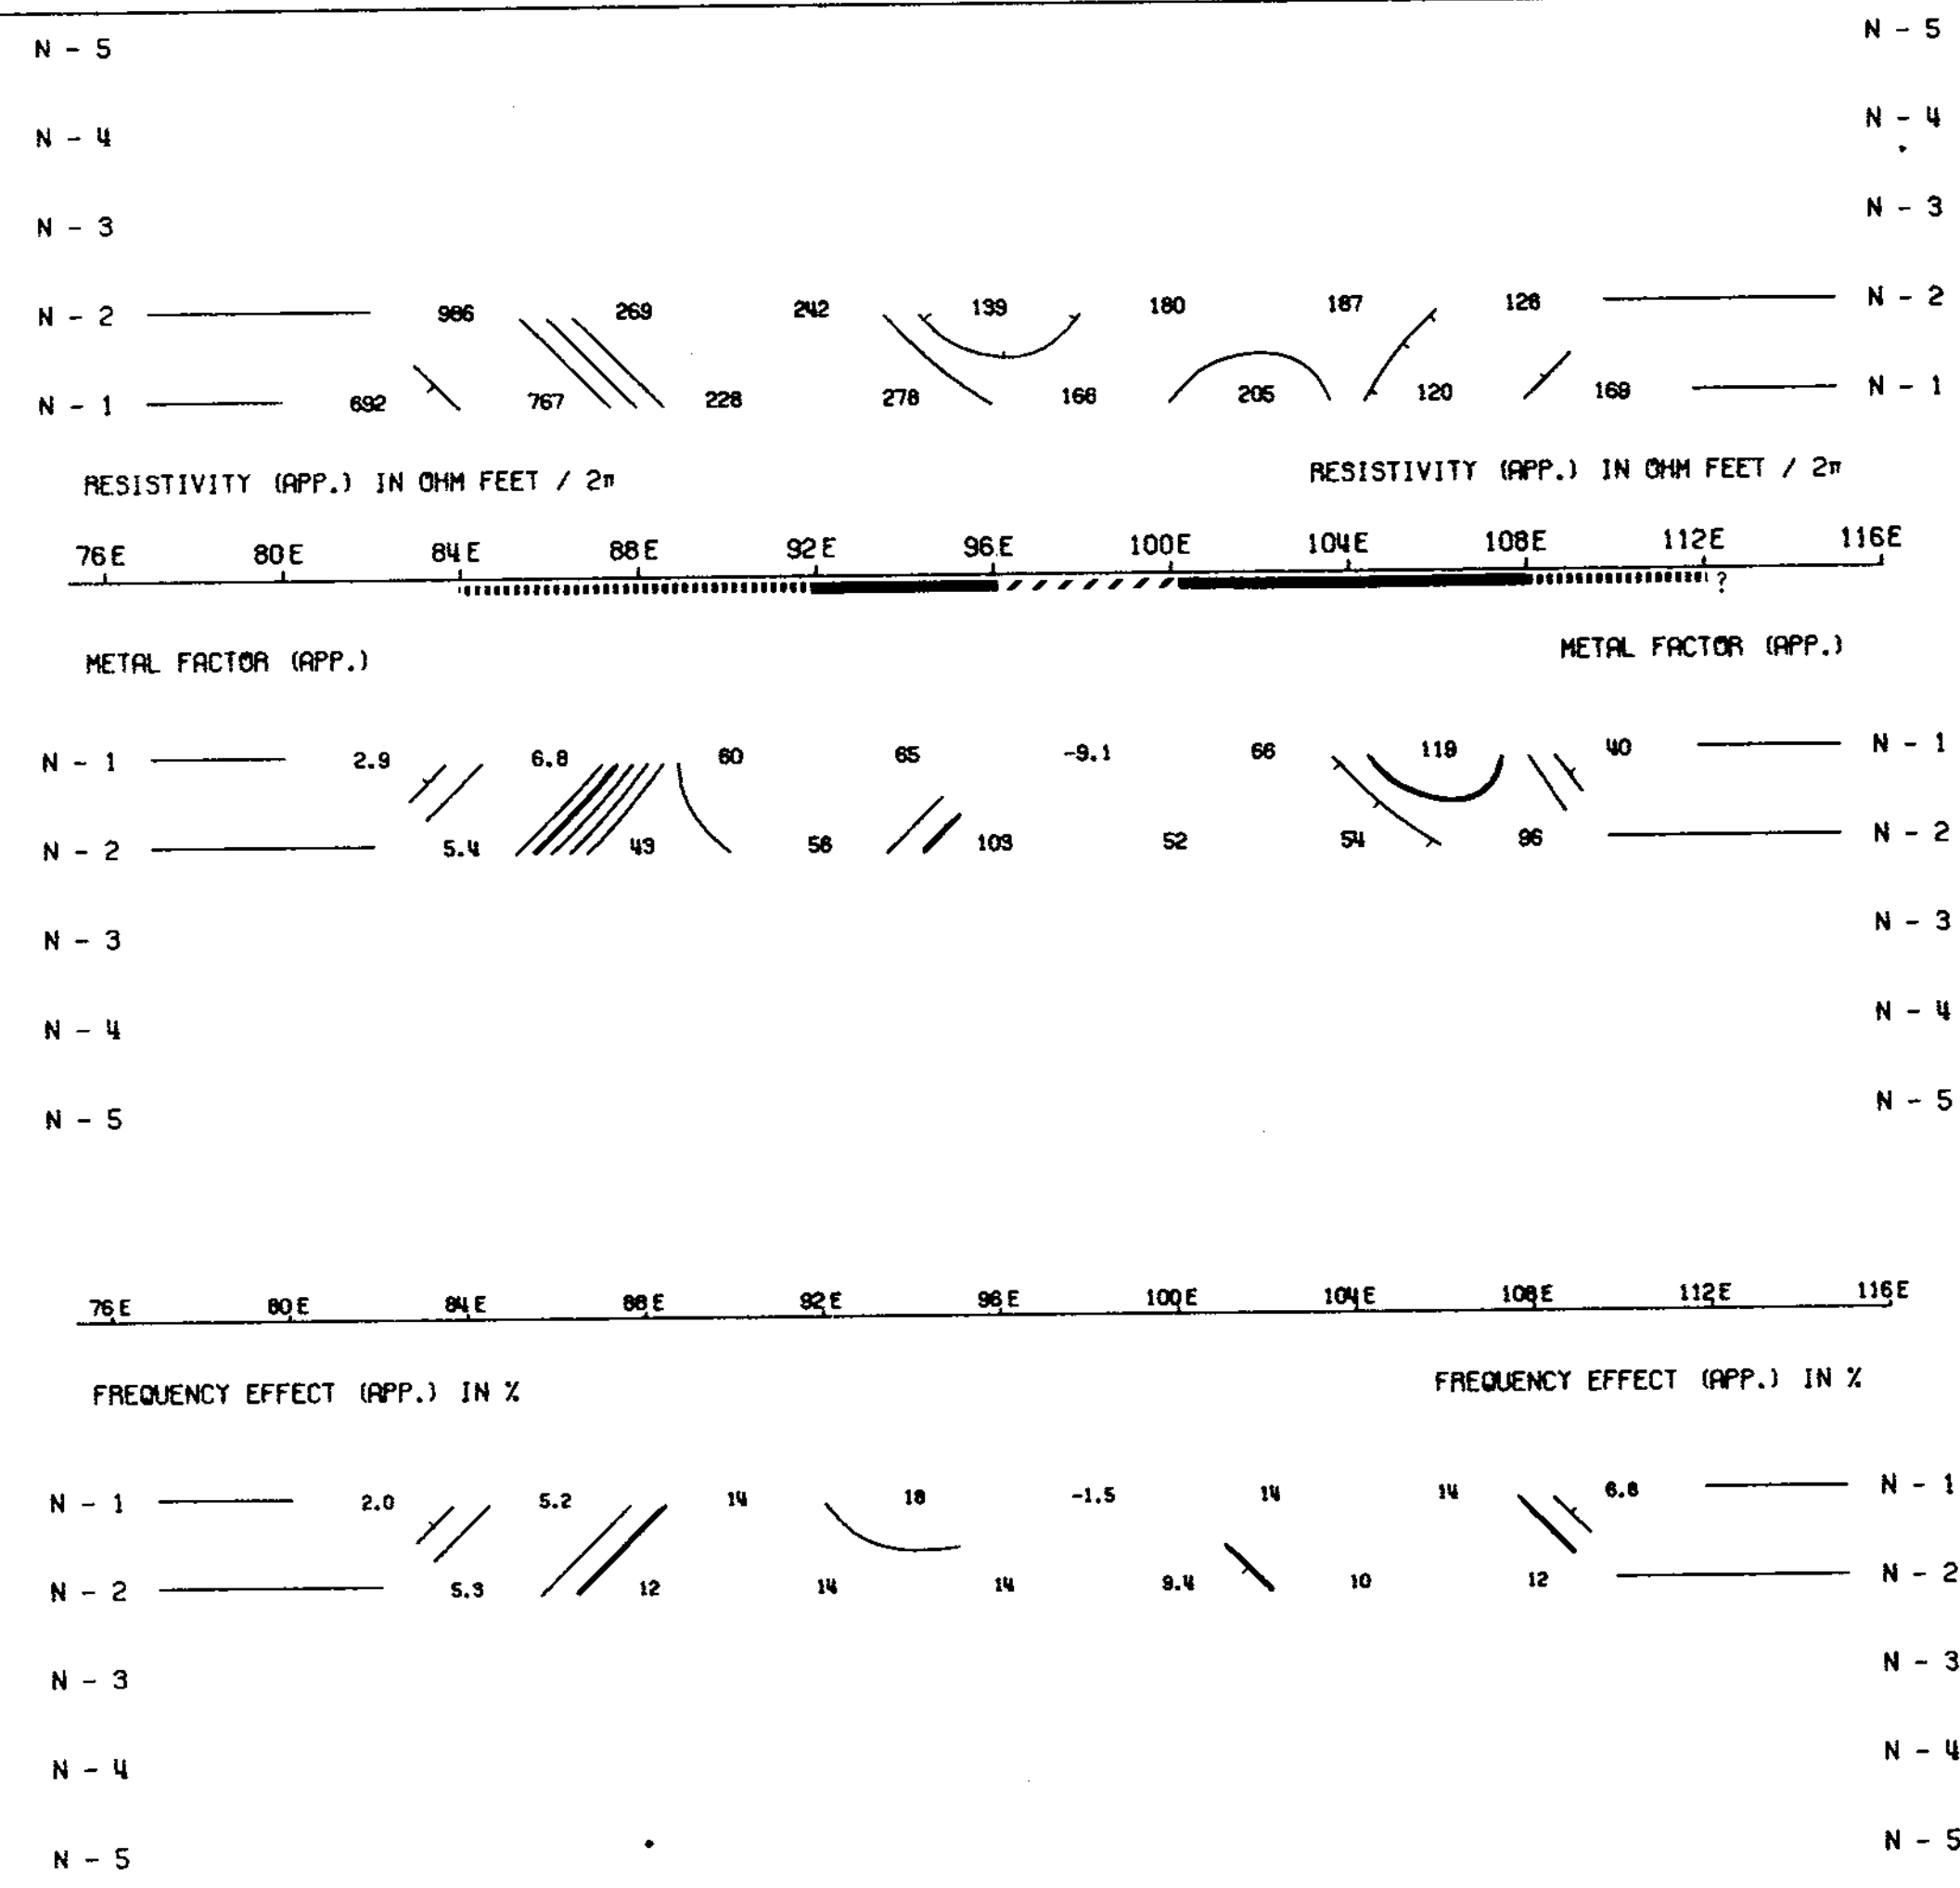 N - 5 N - 5
N - 4 N - 4
N - 3 N - 3
N - 2 986 269 242 139 180 187 128 N - 2
N - 1 692 767 228 278 166 205 120 169 N - 1
RESISTIVITY (APP.) IN OHM FEET / 2π RESISTIVITY (APP.) IN OHM FEET / 2π
76E 80E 84E 88E 92E 96E 100E 104E 108E 112E 116E
?
METAL FACTOR (APP.) METAL FACTOR (APP.)
N - 1 2.9 6.8 60 65 -9.1 66 119 40 N - 1
N - 2 5.4 43 58 103 52 54 96 N - 2
N - 3 N - 3
N - 4 N - 4
N - 5 N - 5
76E 80E 84E 88E 92E 96E 100E 104E 108E 112E 116E
FREQUENCY EFFECT (APP.) IN % FREQUENCY EFFECT (APP.) IN %
N - 1 2.0 5.2 14 18 -1.5 14 14 6.8 N - 1
N - 2 5.3 12 14 14 9.4 10 12 N - 2
N - 3 N - 3
N - 4 N - 4
N - 5 N - 5